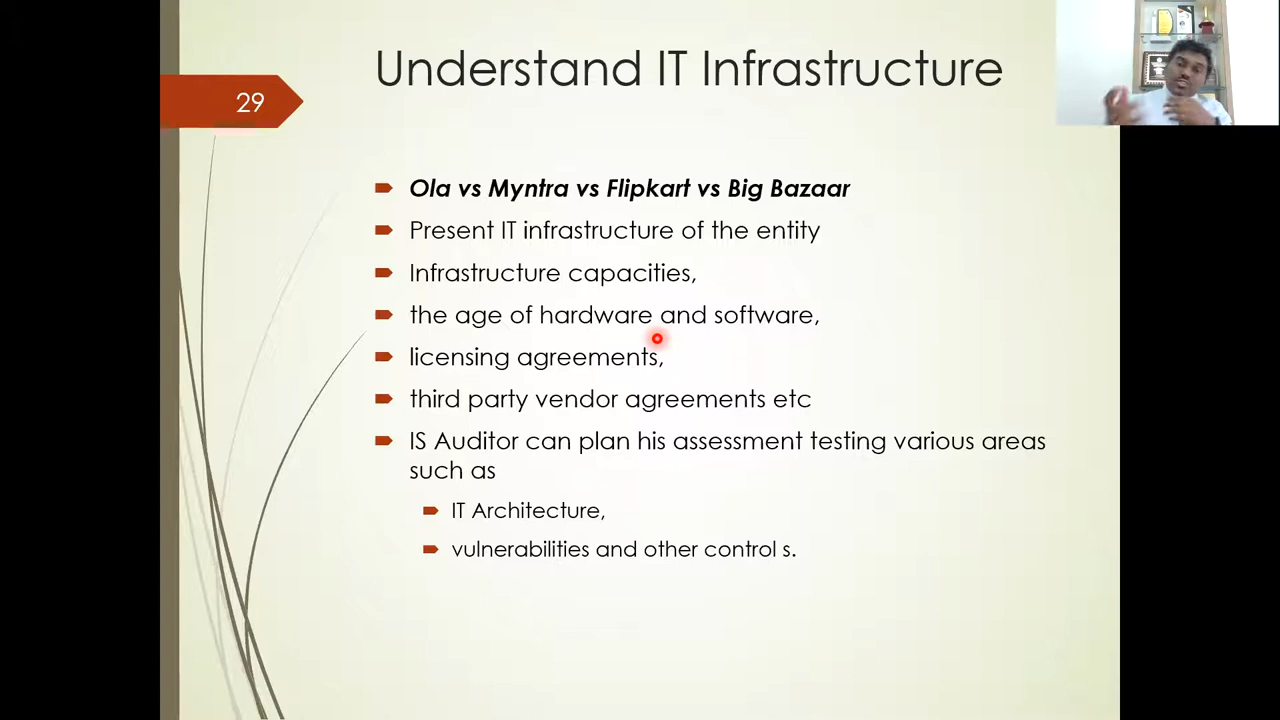 Understand IT Infrastructure
29
Ola vs Myntra vs Flipkart vs Big Bazaar
Present IT infrastructure of the entity
Infrastructure capacities,
the age of hardware and software,
licensing agreements,
third party vendor agreements etc
IS Auditor can plan his assessment testing various areas
such as
IT Architecture,
vulnerabilities and other control s.